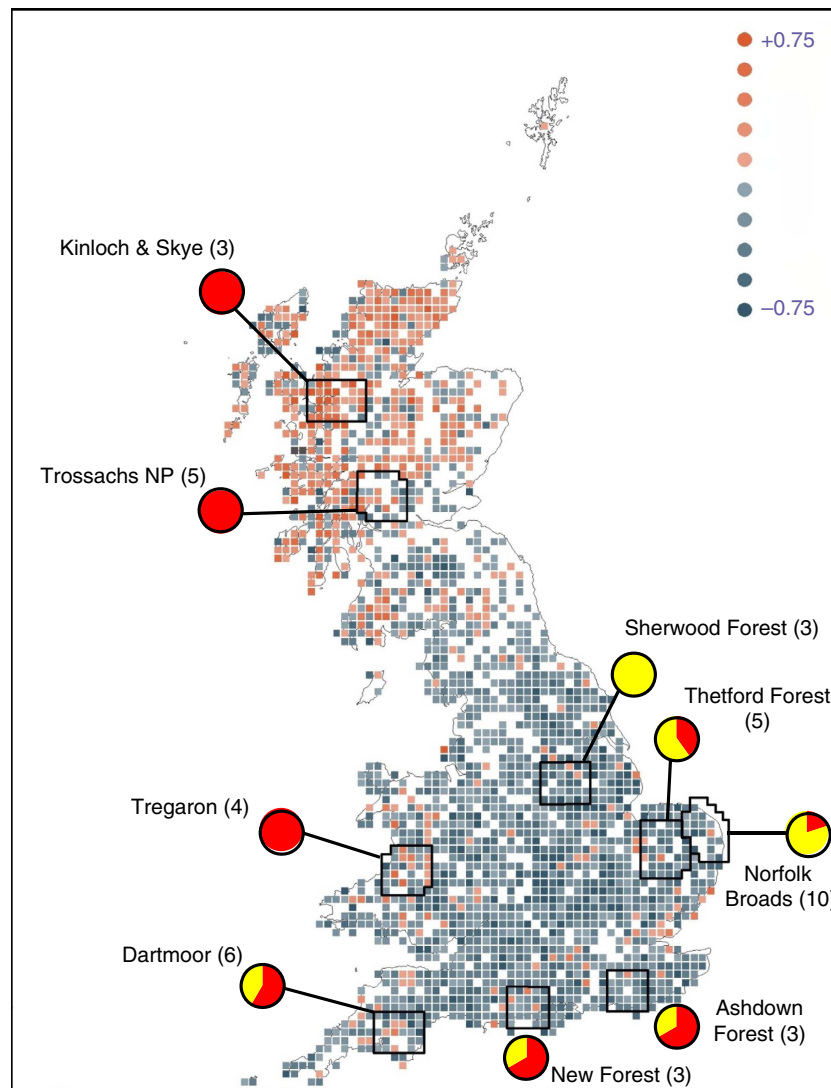 +0.75
−0.75
Kinloch & Skye (3)
Trossachs NP (5)
Sherwood Forest (3)
Thetford Forest
(5)
Tregaron (4)
Norfolk
Broads (10)
Dartmoor (6)
Ashdown
Forest (3)
New Forest (3)